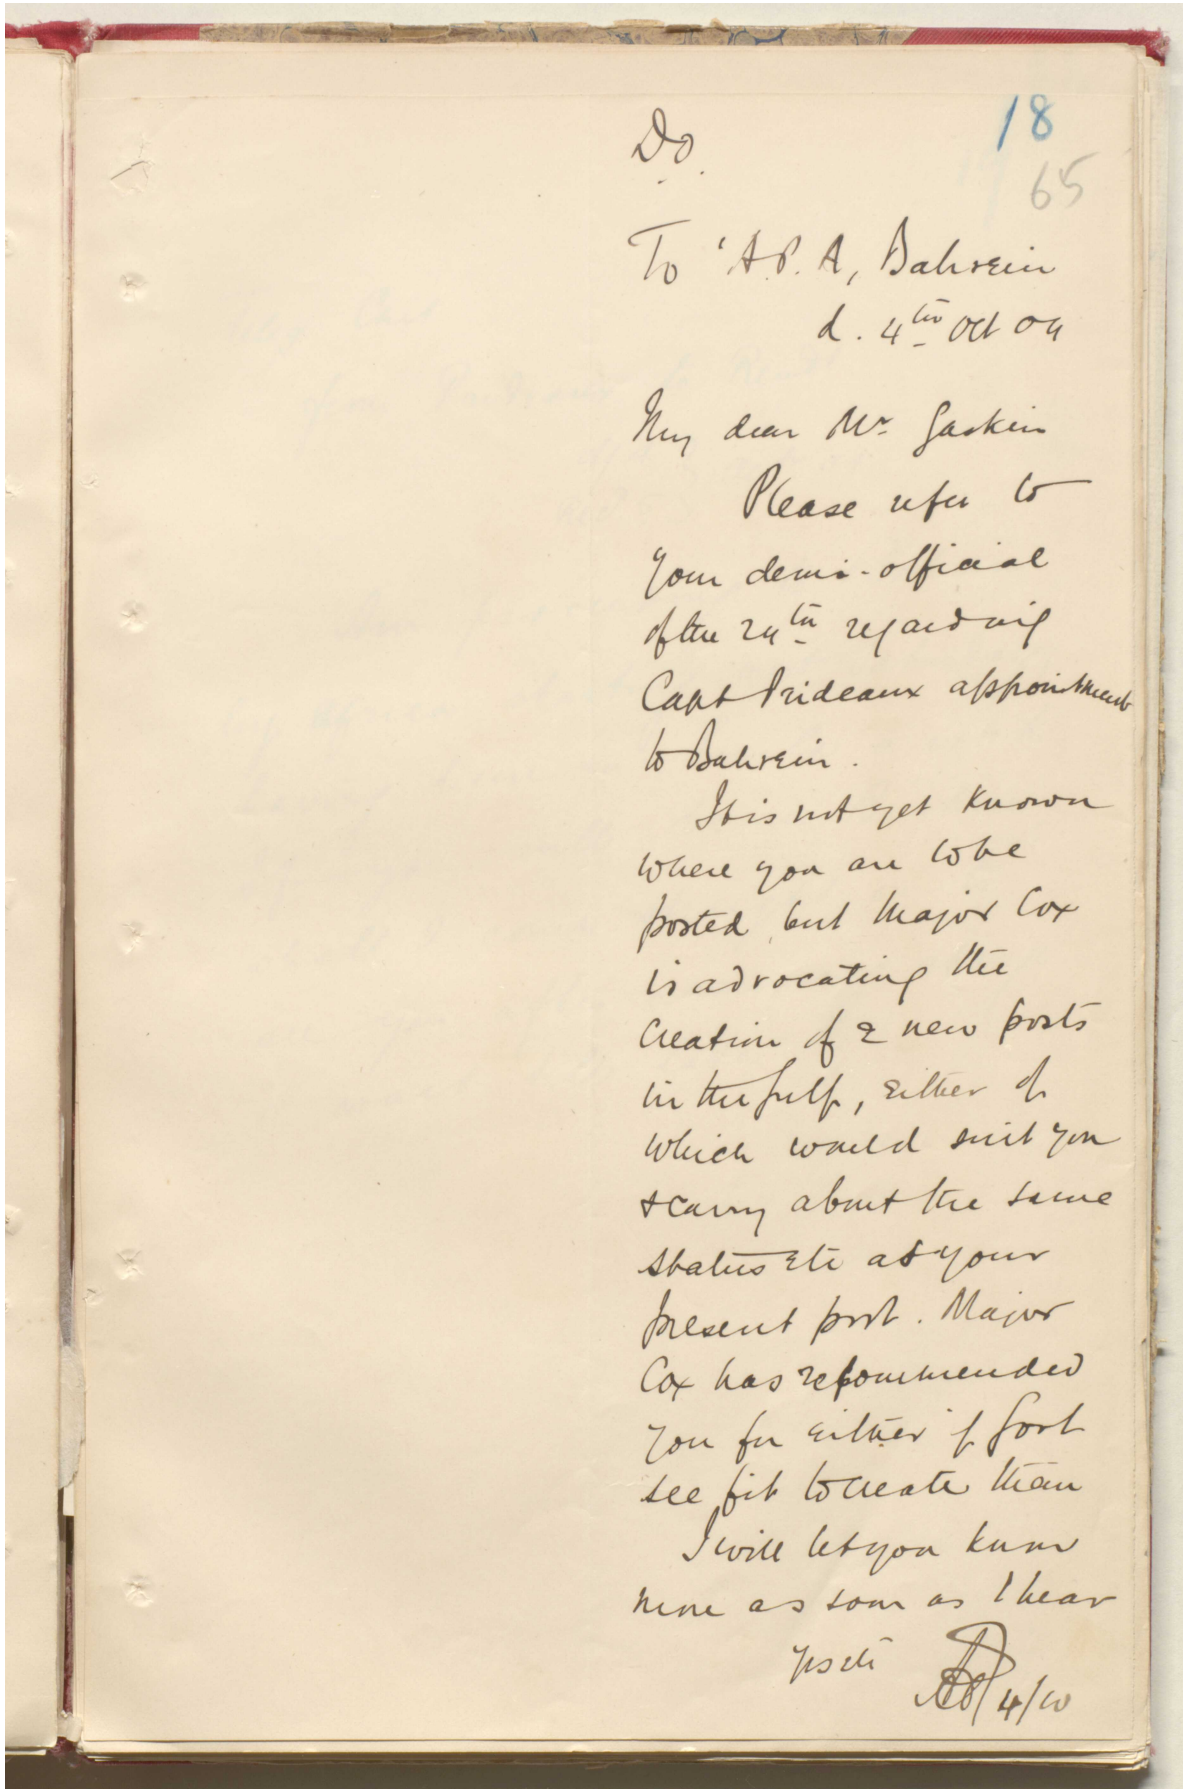 18
65
D.O.
To A.P.A, Bahrein
d. 4th Oct 04
My dear Mr Gaskin
Please refer to
your demi-official
of the 24th regarding
Capt Prideaux appointment
to Bahrein.
It is not yet known
where you are to be
posted, but Major Cox
is advocating the
creation of 2 new posts
in the Gulf, either of
which would suit you
& carry about the same
status etc as your
present post. Major
Cox has recommended
you for either if Govt
see fit to create them
I will let you know
more as soon as I hear
Yrs etc
4/10